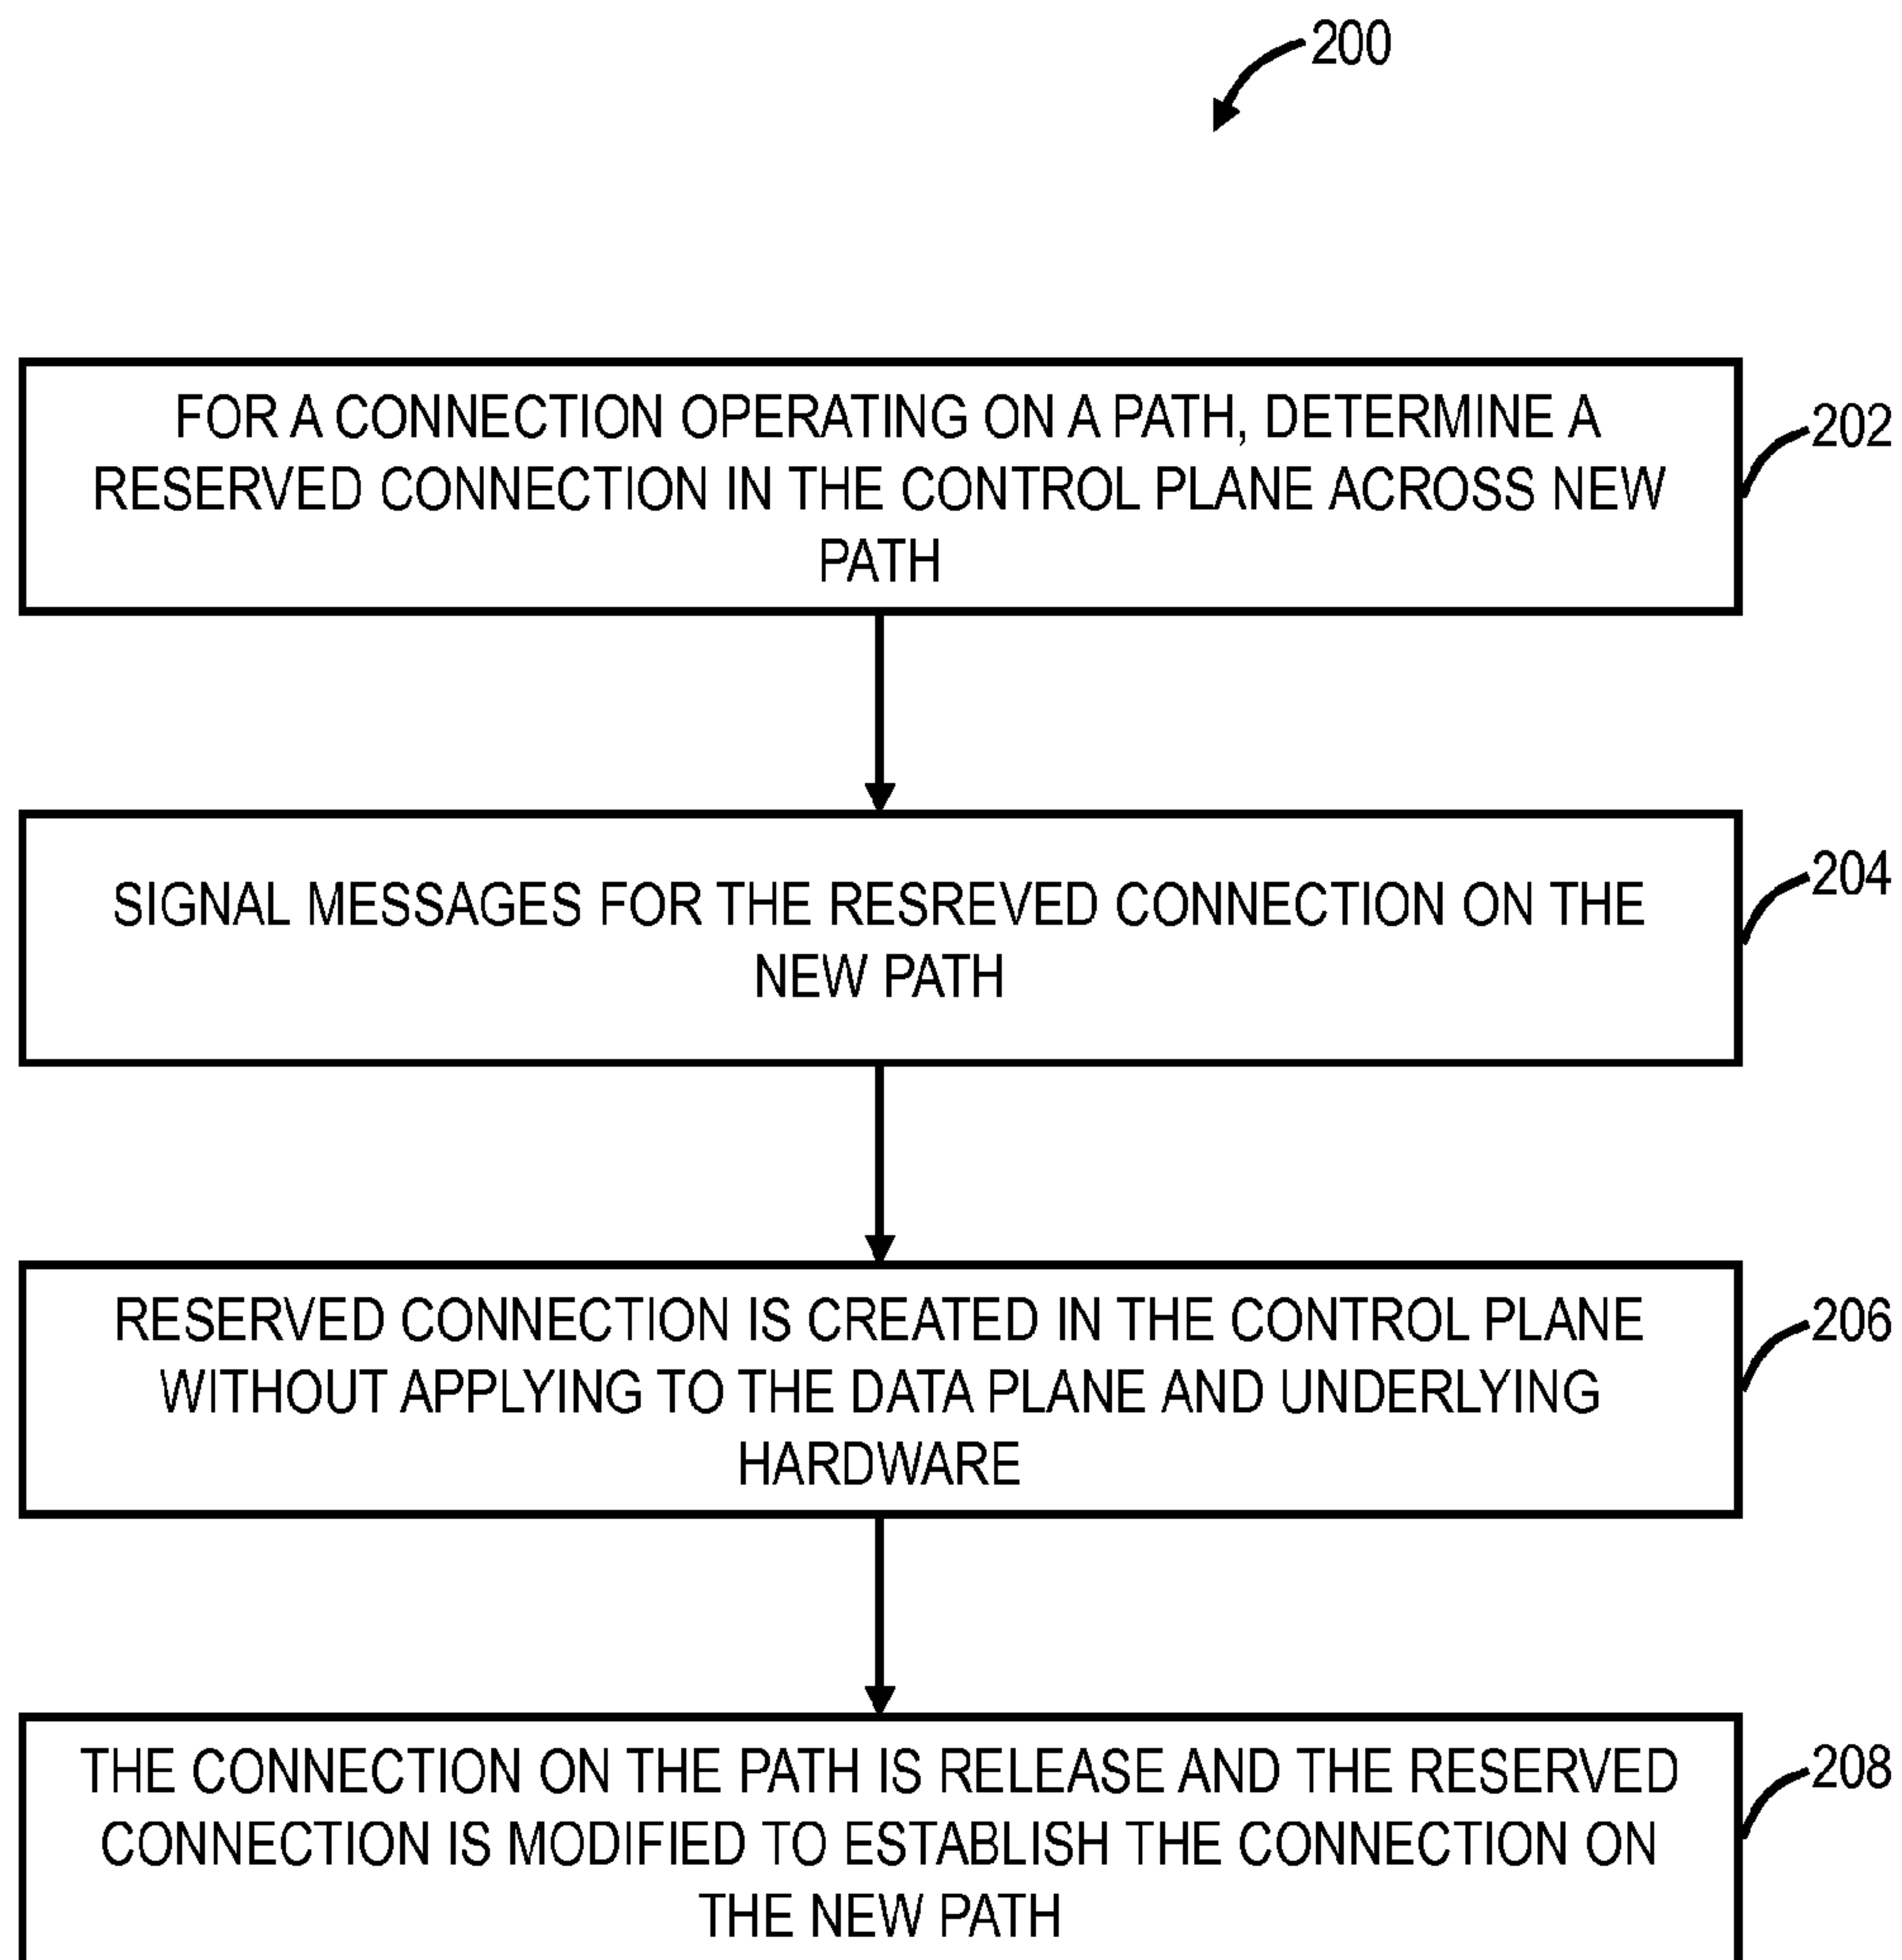 200
FOR A CONNECTION OPERATING ON A PATH, DETERMINE A
RESERVED CONNECTION IN THE CONTROL PLANE ACROSS NEW
PATH
202
SIGNAL MESSAGES FOR THE RESREVED CONNECTION ON THE
NEW PATH
204
RESERVED CONNECTION IS CREATED IN THE CONTROL PLANE
WITHOUT APPLYING TO THE DATA PLANE AND UNDERLYING
HARDWARE
206
THE CONNECTION ON THE PATH IS RELEASE AND THE RESERVED
CONNECTION IS MODIFIED TO ESTABLISH THE CONNECTION ON
THE NEW PATH
208